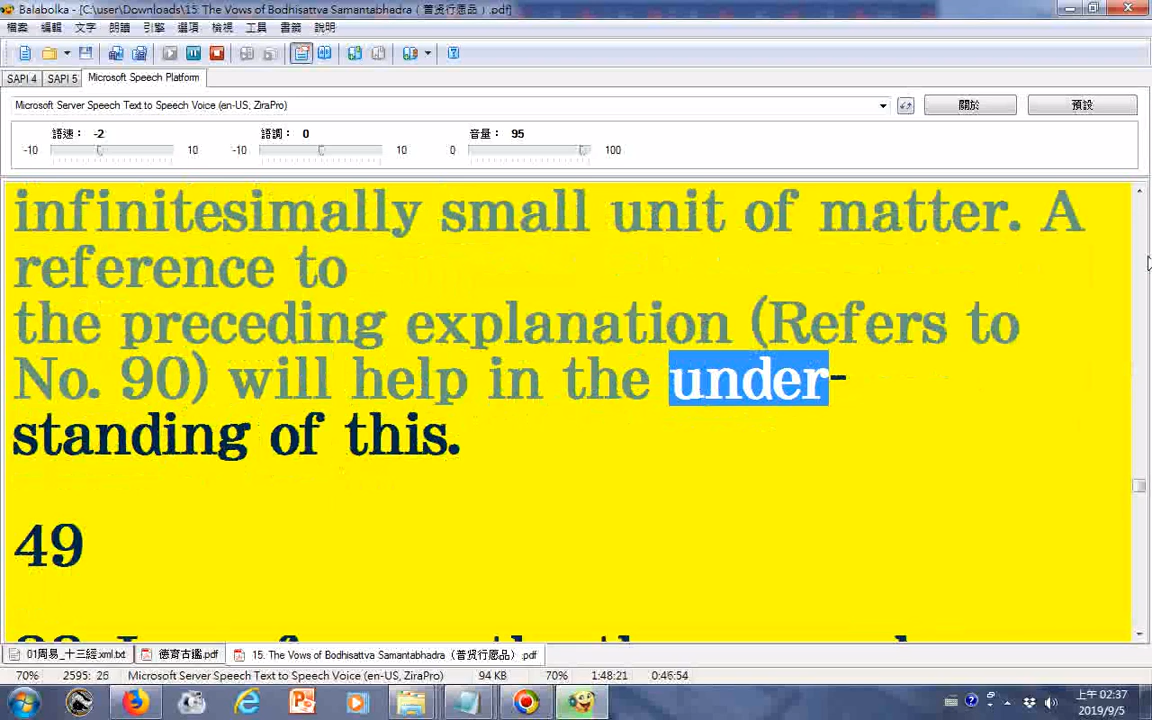 Balabolka - [C:\user\Downloads\15. The Vows of Bodhisattva Samantabhadra (普贤行愿品) .pdf]
檔案 編輯 文字 朗讀 引擎 選項 檢視 工具 書籤 說明
SAPI 4 SAPI 5 Microsoft Speech Platform
Microsoft Server Speech Text to Speech Voice (en-US, ZiraPro) 關於 預設
語速： -2 語調： 0 音量： 95
-10 10 -10 10 0 100
infinitesimally small unit of matter. A
reference to
the preceding explanation (Refers to
No. 90) will help in the under-
standing of this.
49
01周易_十三經.xml.txt 德育古鑑.pdf 15. The Vows of Bodhisattva Samantabhadra (普贤行愿品) .pdf
70% 2595: 26 Microsoft Server Speech Text to Speech Voice (en-US, ZiraPro) 94 KB 70% 1:48:21 0:46:54
上午 02:37
2019/9/5